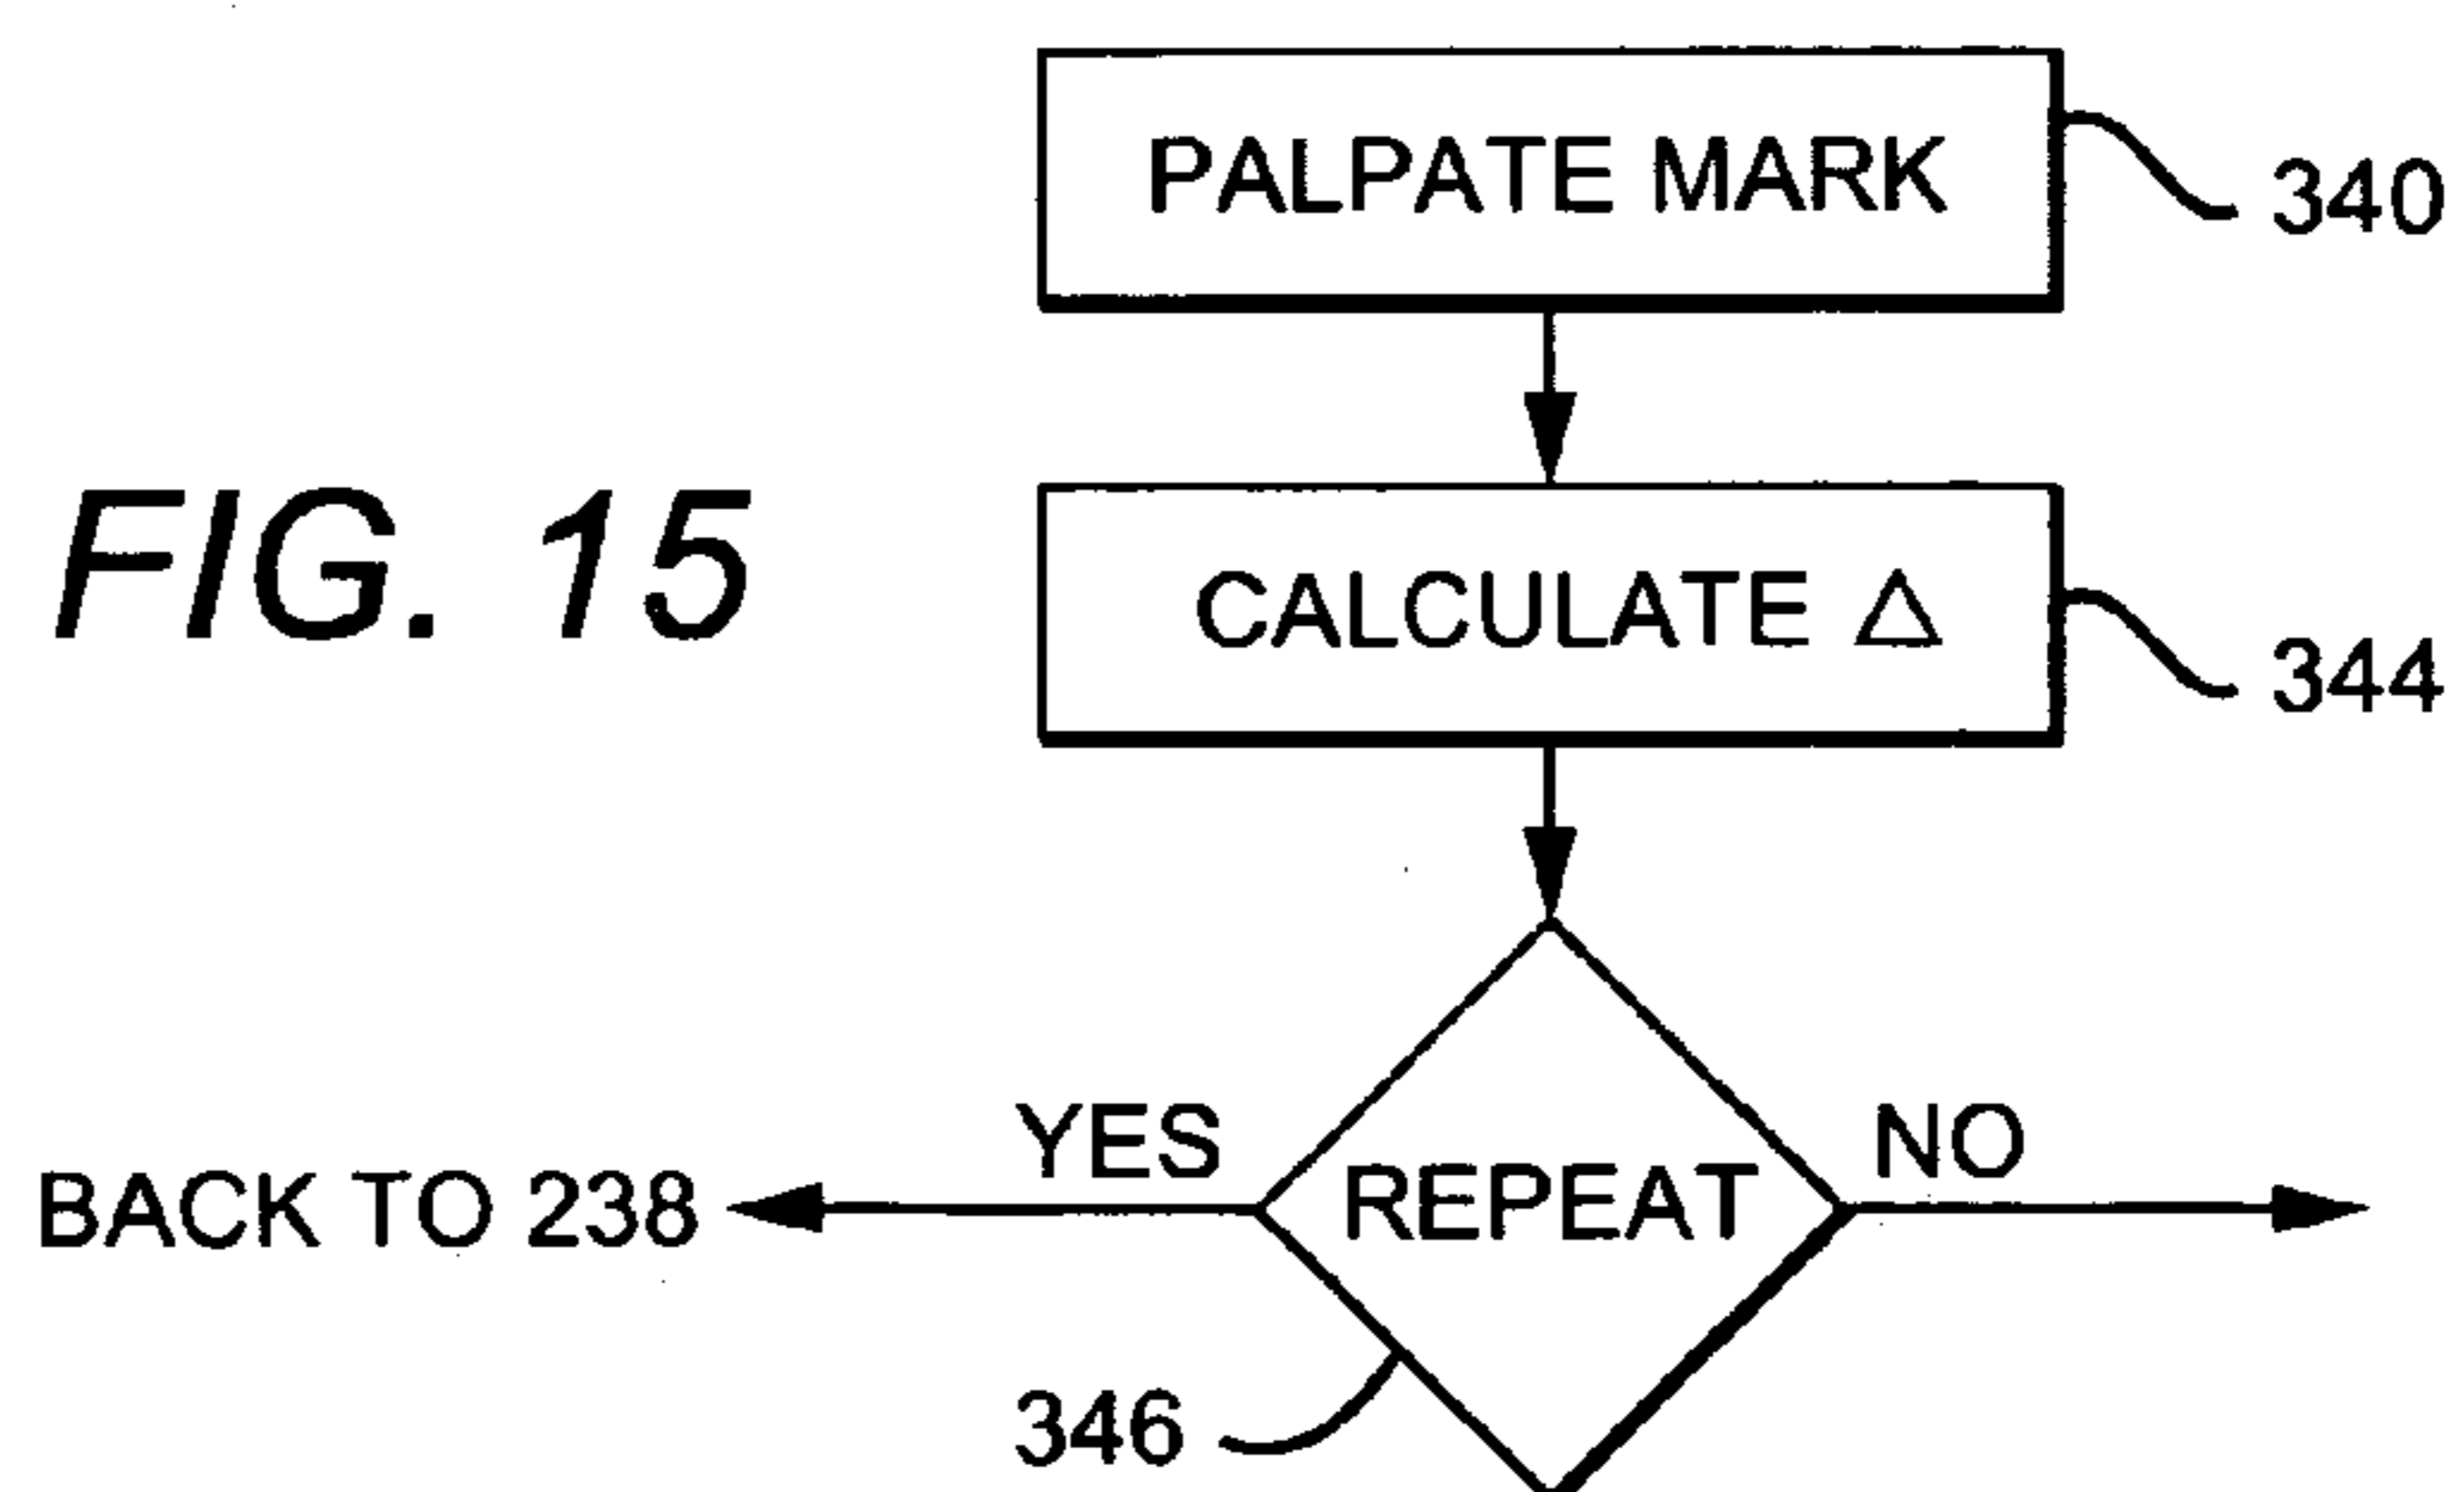 PALPATE MARK
340
FIG. 15
CALCULATE △
344
YES
NO
BACK TO 238
REPEAT
346